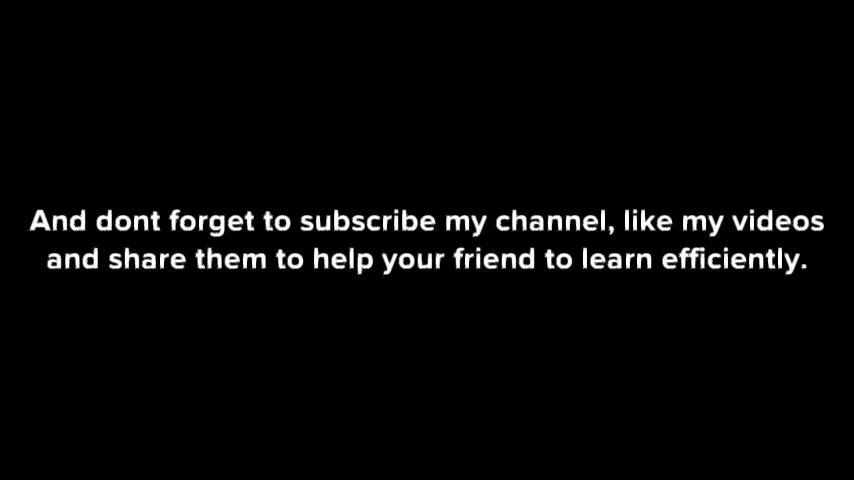 And dont forget to subscribe my channel, like my videos
and share them to help your friend to learn efficiently.